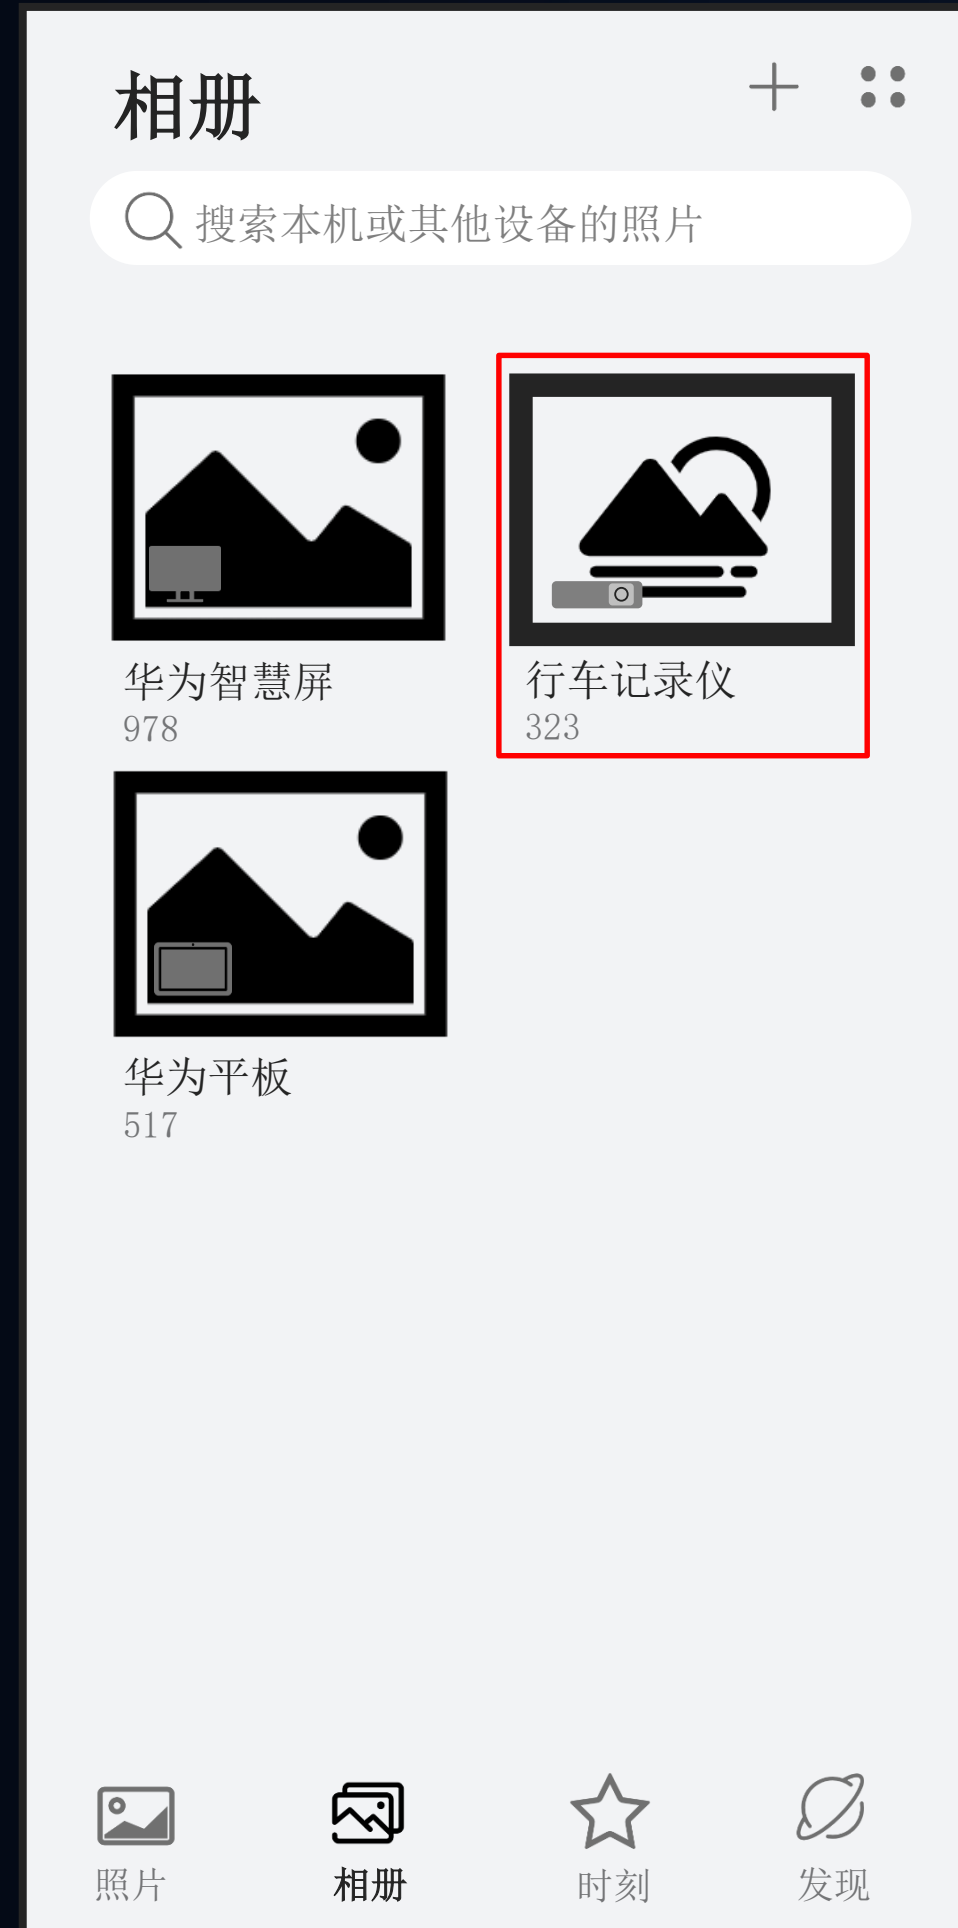 相册
搜索本机或其他设备的照片
华为智慧屏
978
行车记录仪
323
华为平板
517
照片
相册
时刻
发现